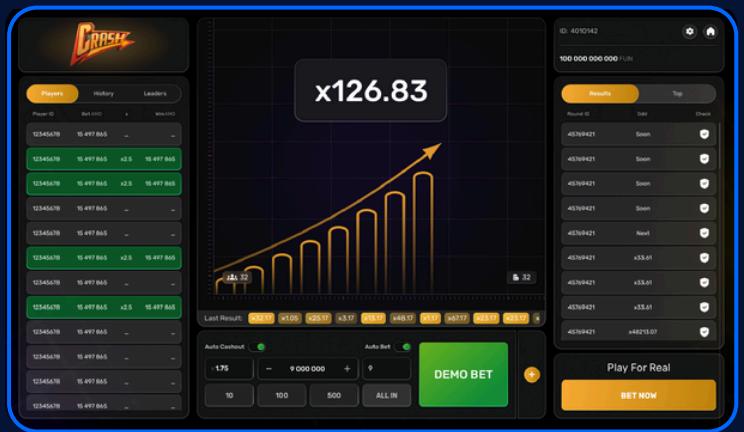 CRASH
Players History Leaders
Player ID Bet AMD x Win AMD
12345678 15 497 865 _ _
12345678 15 497 865 x2.5 15 497 865
12345678 15 497 865 x2.5 15 497 865
12345678 15 497 865 _ _
12345678 15 497 865 _ _
12345678 15 497 865 x2.5 15 497 865
12345678 15 497 865 _ _
12345678 15 497 865 x2.5 15 497 865
12345678 15 497 865 _ _
12345678 15 497 865 _ _
12345678 15 497 865 _ _
12345678 15 497 865 _ _
x126.83
32
32
Last Result: x32.17 x1.05 x25.17 x3.17 x13.17 x48.17 x1.17 x67.17 x23.17 x23.17 x
Auto Cashout Auto Bet
1.75 – 9 000 000 + 9
10 100 500 ALL IN
DEMO BET
+
ID: 4010142
100 000 000 000 FUN
Results Top
Round ID Odd Check
45769421 Soon
45769421 Soon
45769421 Soon
45769421 Soon
45769421 Next
45769421 x33.61
45769421 x33.61
45769421 x33.61
45769421 x48213.07
Play For Real
BET NOW